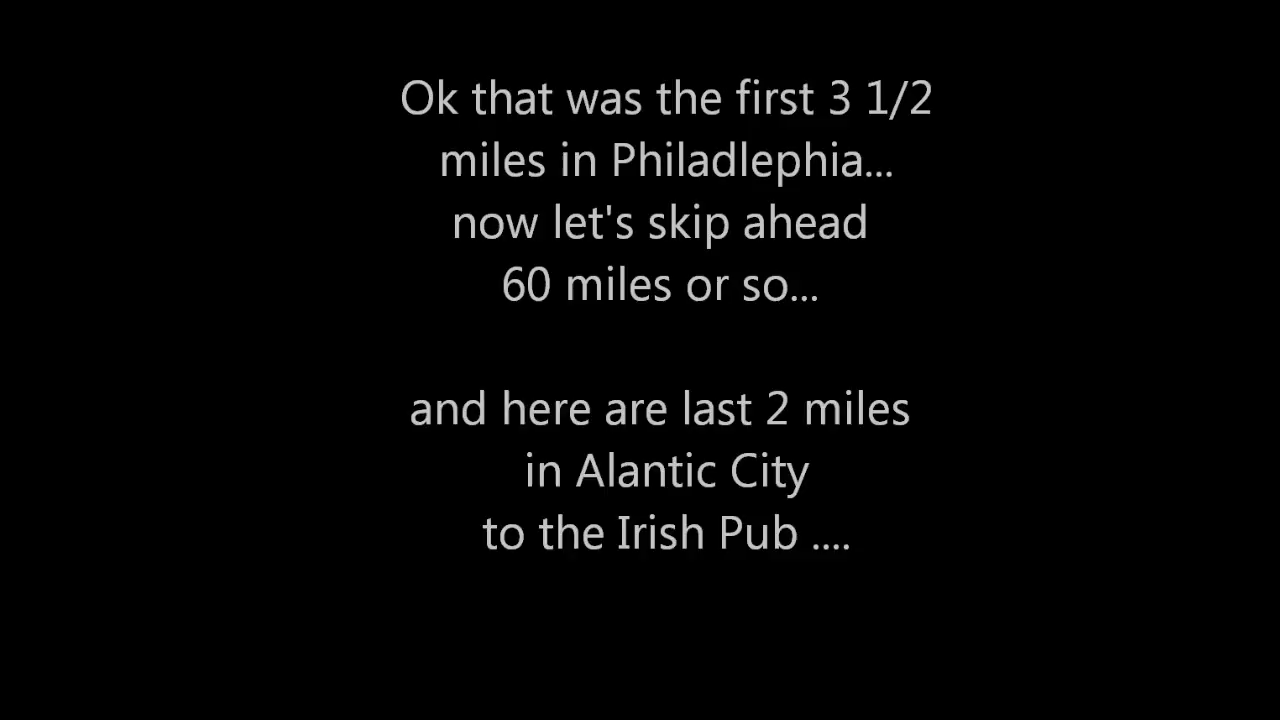 Ok that was the first 3 1/2
miles in Philadlephia...
now let's skip ahead
60 miles or so...
and here are last 2 miles
in Alantic City
to the Irish Pub ....